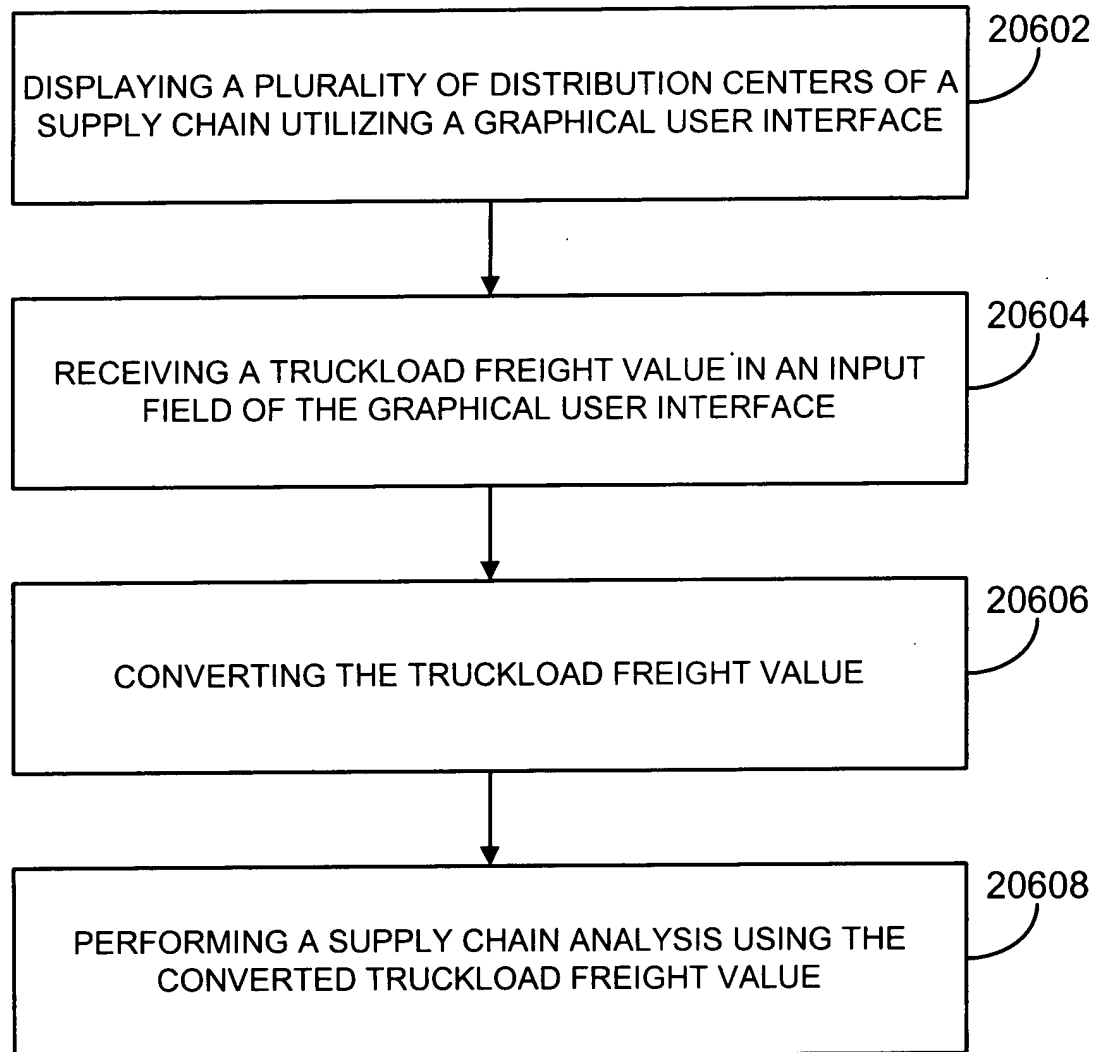 20602
DISPLAYING A PLURALITY OF DISTRIBUTION CENTERS OF A
SUPPLY CHAIN UTILIZING A GRAPHICAL USER INTERFACE
20604
RECEIVING A TRUCKLOAD FREIGHT VALUE IN AN INPUT
FIELD OF THE GRAPHICAL USER INTERFACE
20606
CONVERTING THE TRUCKLOAD FREIGHT VALUE
20608
PERFORMING A SUPPLY CHAIN ANALYSIS USING THE
CONVERTED TRUCKLOAD FREIGHT VALUE